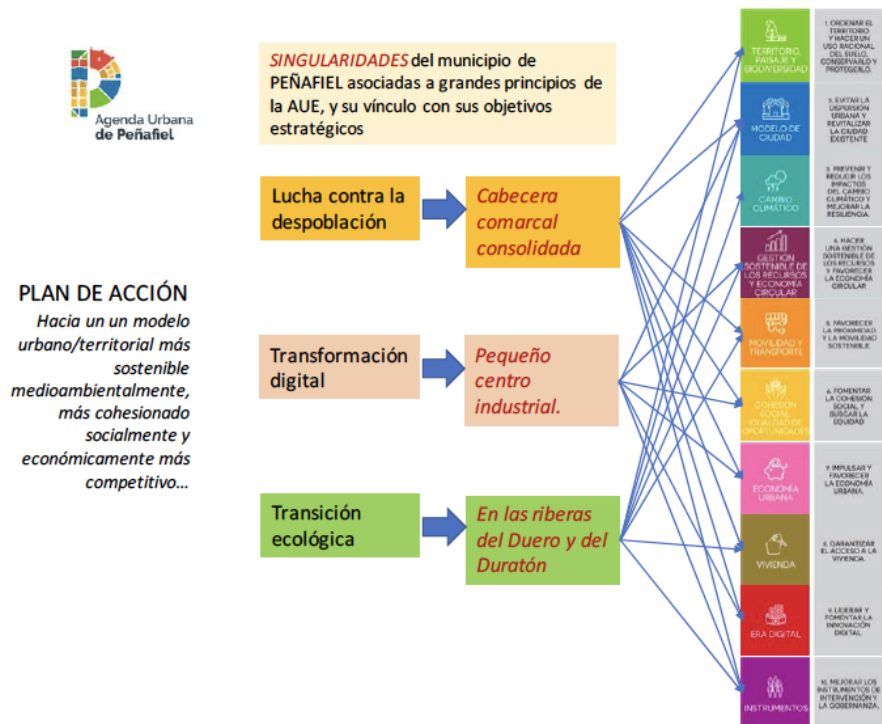 Agenda Urbana
de Peñafiel
SINGULARIDADES del municipio de
PEÑAFIEL asociadas a grandes principios de
la AUE, y su vínculo con sus objetivos
estratégicos
PLAN DE ACCIÓN
Hacia un un modelo
urbano/territorial más
sostenible
medioambientalmente,
más cohesionado
socialmente y
económicamente más
competitivo...
Lucha contra la
despoblación
Cabecera
comarcal
consolidada
Transformación
digital
Pequeño
centro
industrial.
Transición
ecológica
En las riberas
del Duero y del
Duratón
TERRITORIO,
PAISAJE Y
BIODIVERSIDAD
1. ORDENAR EL
TERRITORIO
Y HACER UN
USO RACIONAL
DEL SUELO,
CONSERVARLO Y
PROTEGERLO.
MODELO DE
CIUDAD
2. EVITAR LA
DISPERSIÓN
URBANA Y
REVITALIZAR
LA CIUDAD
EXISTENTE
CAMBIO
CLIMÁTICO
3. PREVENIR Y
REDUCIR LOS
IMPACTOS
DEL CAMBIO
CLIMÁTICO Y
MEJORAR LA
RESILIENCIA.
GESTIÓN
SOSTENIBLE DE
LOS RECURSOS
Y ECONOMÍA
CIRCULAR
4. HACER
UNA GESTIÓN
SOSTENIBLE DE
LOS RECURSOS
Y FAVORECER
LA ECONOMÍA
CIRCULAR
MOVILIDAD Y
TRANSPORTE
5. FAVORECER
LA PROXIMIDAD
Y LA MOVILIDAD
SOSTENIBLE.
COHESIÓN
SOCIAL
IGUALDAD DE
OPORTUNIDADES
6. FOMENTAR
LA COHESIÓN
SOCIAL Y
BUSCAR LA
EQUIDAD
ECONOMÍA
URBANA
7. IMPULSAR Y
FAVORECER
LA ECONOMÍA
URBANA.
VIVIENDA
8. GARANTIZAR
EL ACCESO A LA
VIVIENDA.
ERA DIGITAL
9. LIDERAR Y
FOMENTAR LA
INNOVACIÓN
DIGITAL
INSTRUMENTOS
10. MEJORAR LOS
INSTRUMENTOS DE
INTERVENCIÓN Y
LA GOBERNANZA.